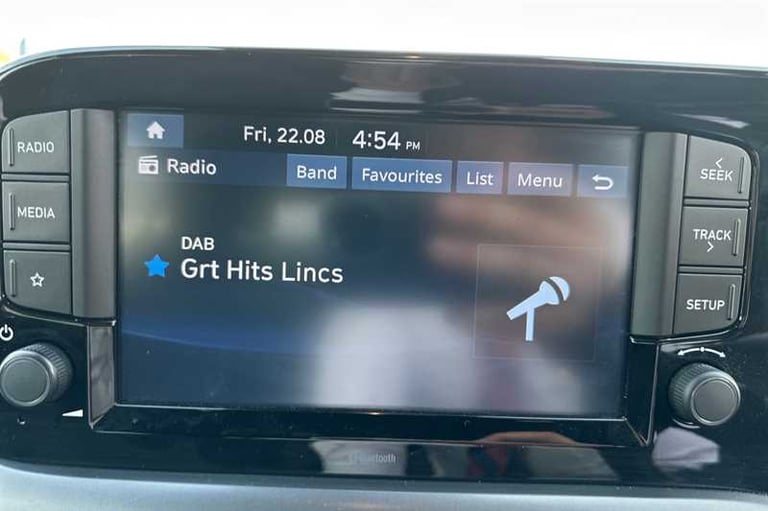 RADIO
MEDIA
Fri, 22.08 4:54 PM
Radio
Band Favourites List Menu
DAB
Grt Hits Lincs
< SEEK
TRACK >
SETUP
Bluetooth